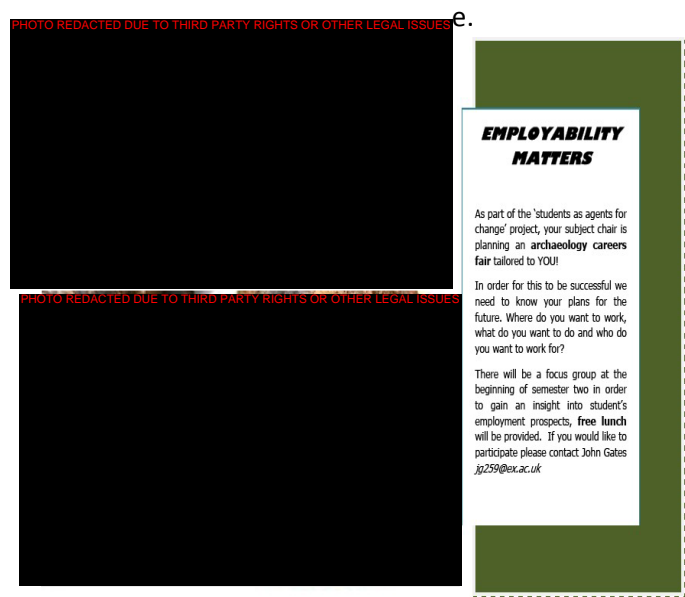 e.
PHOTO REDACTED DUE TO THIRD PARTY RIGHTS OR OTHER LEGAL ISSUES
PHOTO REDACTED DUE TO THIRD PARTY RIGHTS OR OTHER LEGAL ISSUES
EMPLOYABILITY
MATTERS
As part of the ‘students as agents for
change’ project, your subject chair is
planning an archaeology careers
fair tailored to YOU!
In order for this to be successful we
need to know your plans for the
future. Where do you want to work,
what do you want to do and who do
you want to work for?
There will be a focus group at the
beginning of semester two in order
to gain an insight into student’s
employment prospects, free lunch
will be provided. If you would like to
participate please contact John Gates
jg259@ex.ac.uk